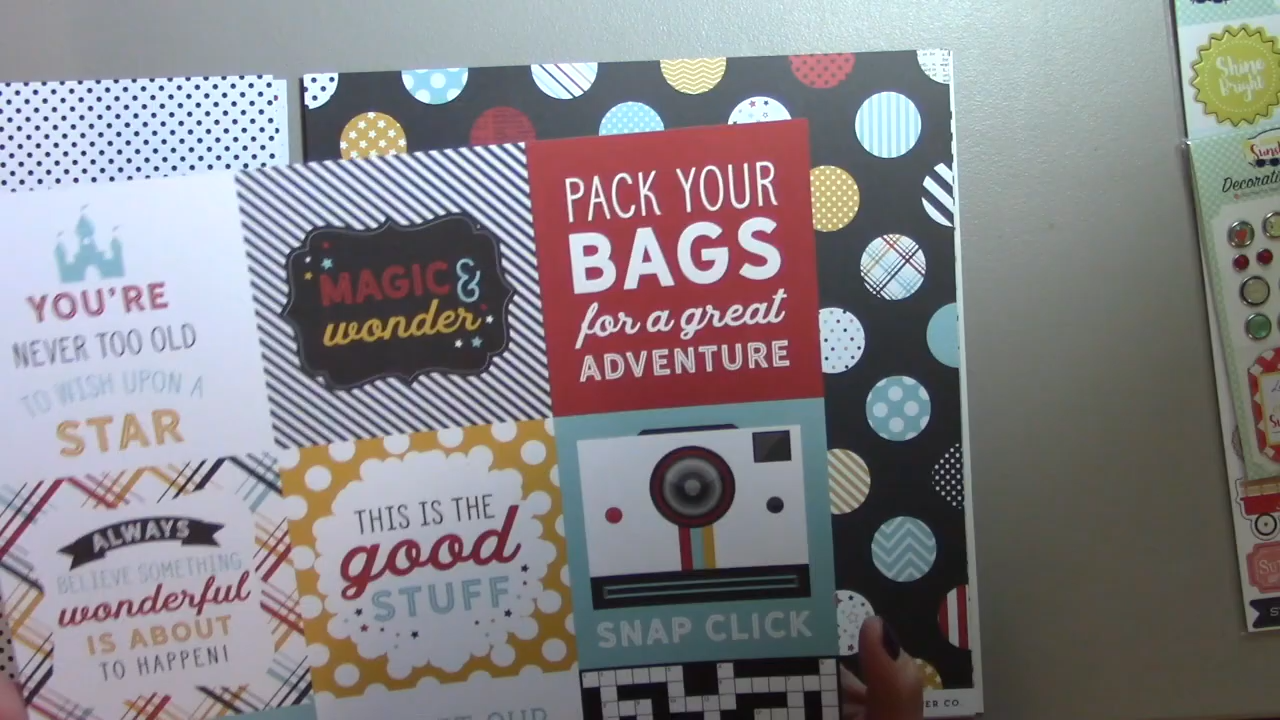 YOU'RE
NEVER TOO OLD
TO WISH UPON A
STAR
MAGIC &
wonder
PACK YOUR
BAGS
for a great
ADVENTURE
ALWAYS
BELIEVE SOMETHING
wonderful
IS ABOUT
TO HAPPEN!
THIS IS THE
good
STUFF
SNAP CLICK
Shine
Bright